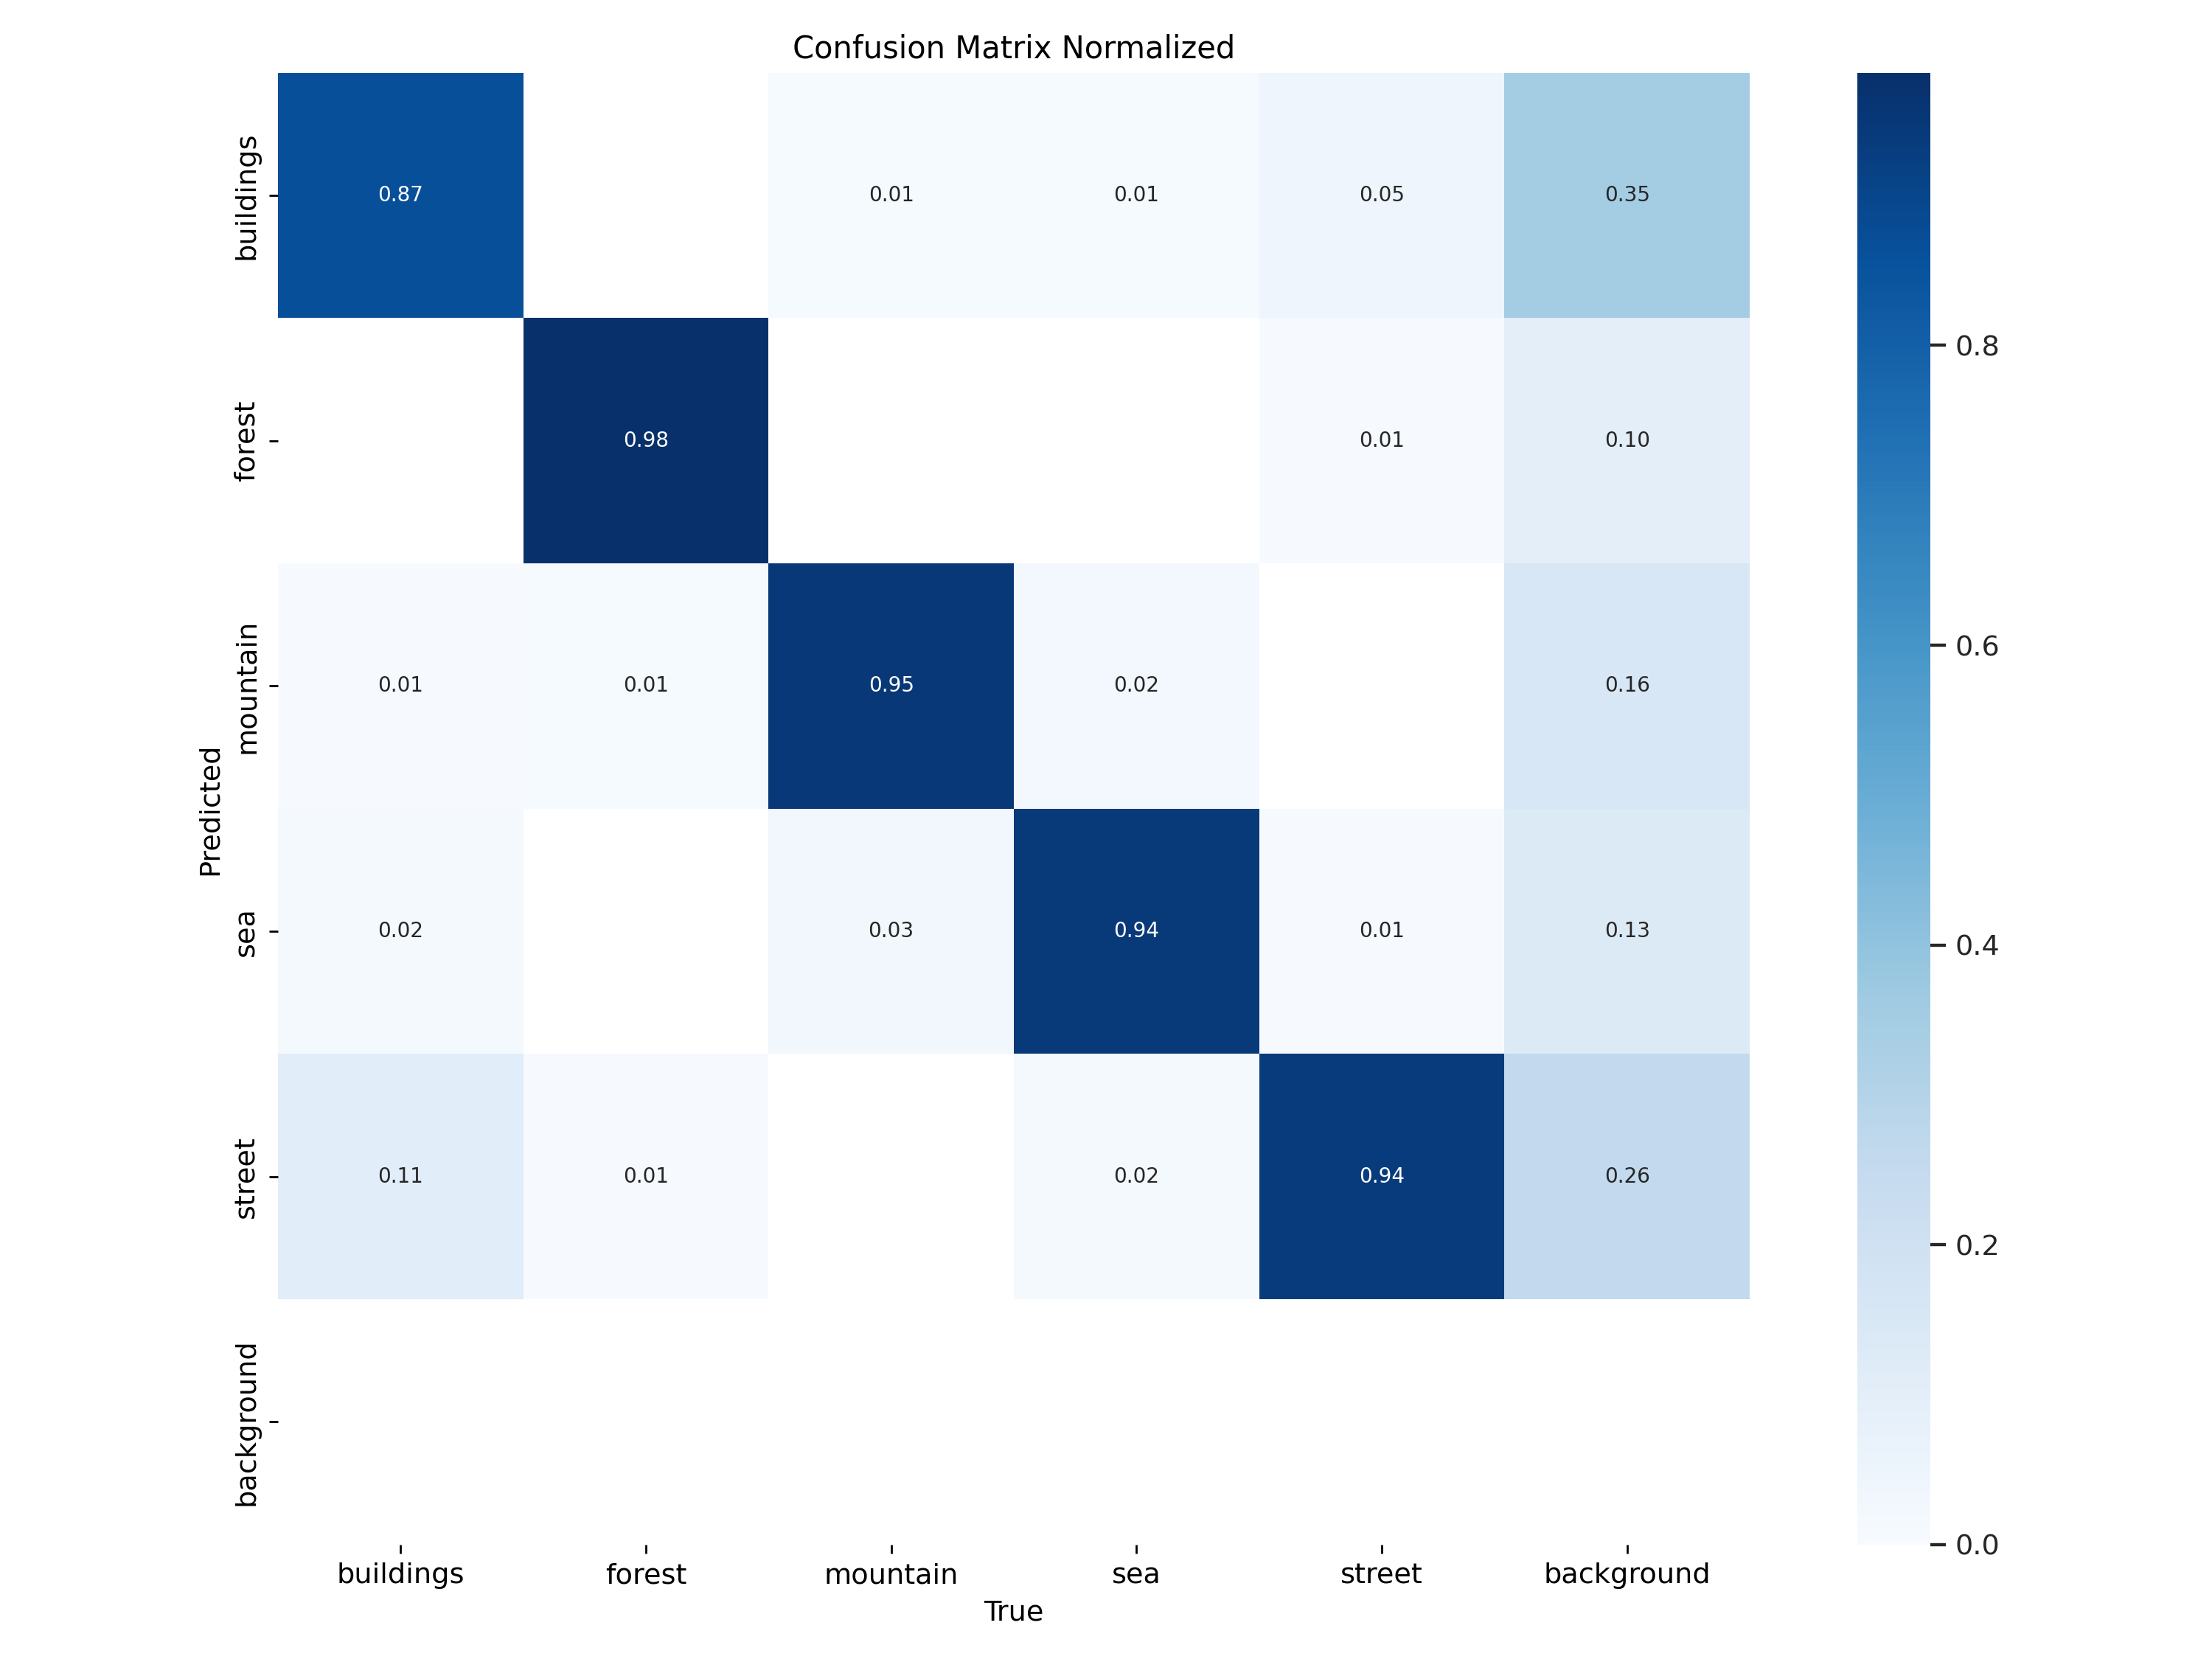 Confusion Matrix Normalized
buildings
0.87
0.01
0.01
0.05
0.35
forest
0.98
0.01
0.10
mountain
0.01
0.01
0.95
0.02
0.16
sea
0.02
0.03
0.94
0.01
0.13
street
0.11
0.01
0.02
0.94
0.26
background
Predicted
buildings
forest
mountain
sea
street
background
True
0.8
0.6
0.4
0.2
0.0